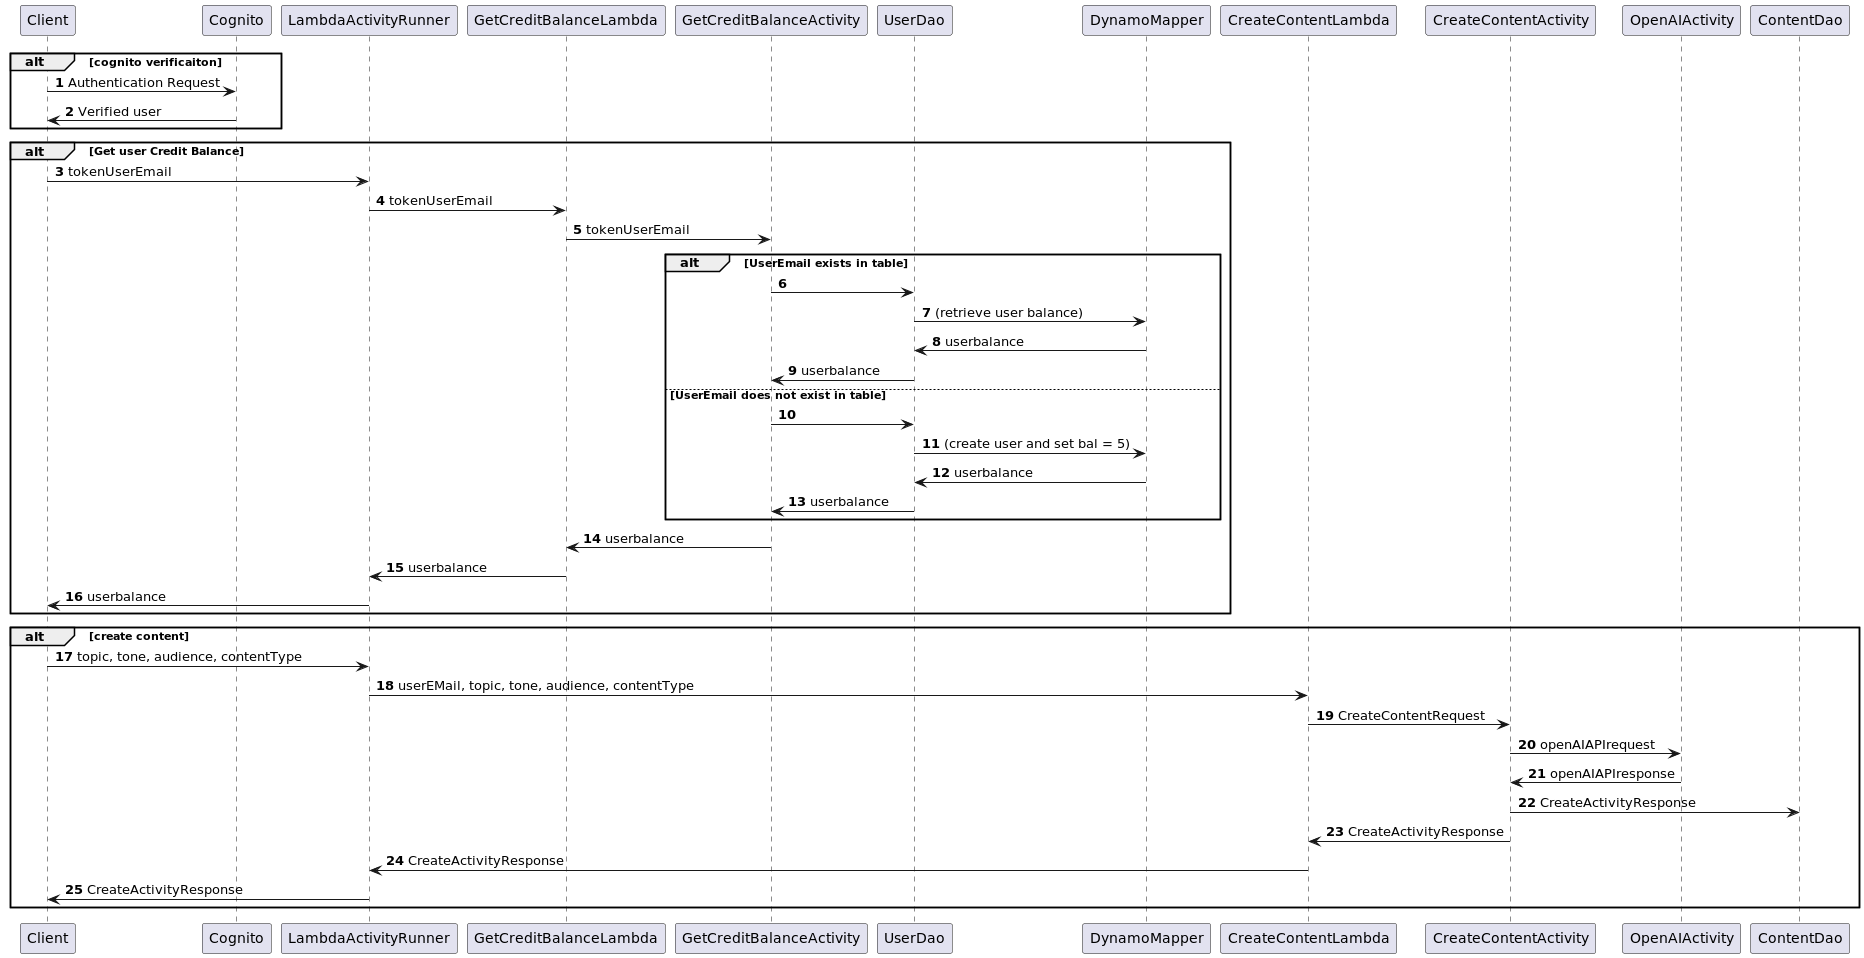 Client Cognito LambdaActivityRunner GetCreditBalanceLambda GetCreditBalanceActivity UserDao DynamoMapper CreateContentLambda CreateContentActivity OpenAIActivity ContentDao
alt [cognito verificaiton]
1 Authentication Request
2 Verified user
alt [Get user Credit Balance]
3 tokenUserEmail
4 tokenUserEmail
5 tokenUserEmail
alt [UserEmail exists in table]
6
7 (retrieve user balance)
8 userbalance
9 userbalance
[UserEmail does not exist in table]
10
11 (create user and set bal = 5)
12 userbalance
13 userbalance
14 userbalance
15 userbalance
16 userbalance
alt [create content]
17 topic, tone, audience, contentType
18 userEMail, topic, tone, audience, contentType
19 CreateContentRequest
20 openAIAPIrequest
21 openAIAPIresponse
22 CreateActivityResponse
23 CreateActivityResponse
24 CreateActivityResponse
25 CreateActivityResponse
Client Cognito LambdaActivityRunner GetCreditBalanceLambda GetCreditBalanceActivity UserDao DynamoMapper CreateContentLambda CreateContentActivity OpenAIActivity ContentDao